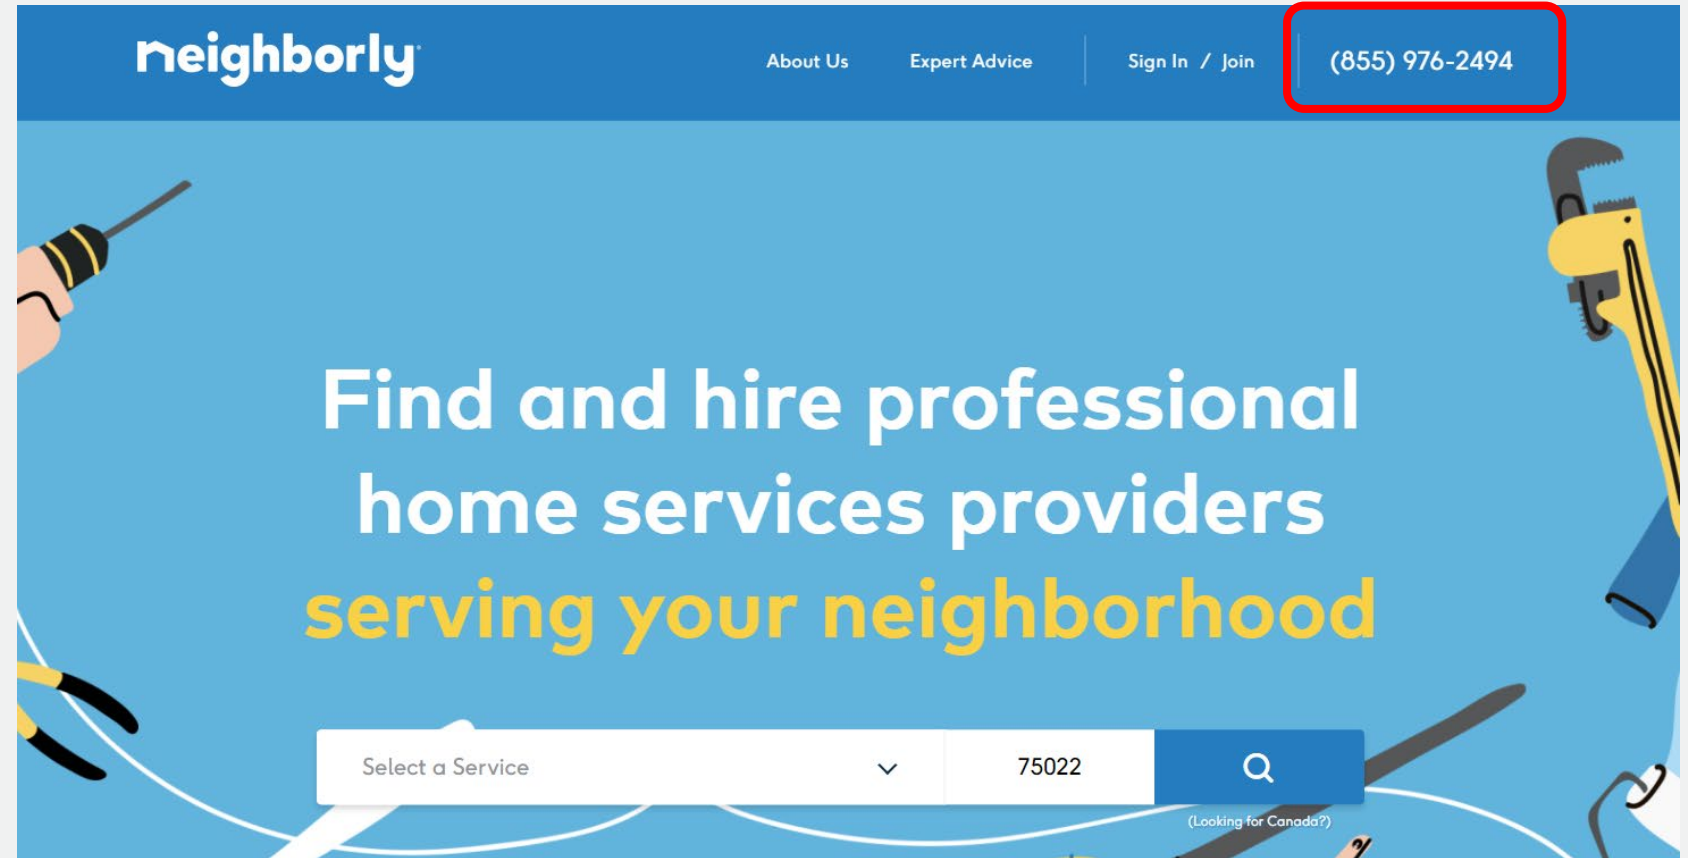 neighborly
About Us Expert Advice Sign In / Join (855) 976-2494
Find and hire professional
home services providers
serving your neighborhood
Select a Service 75022
(Looking for Canada?)